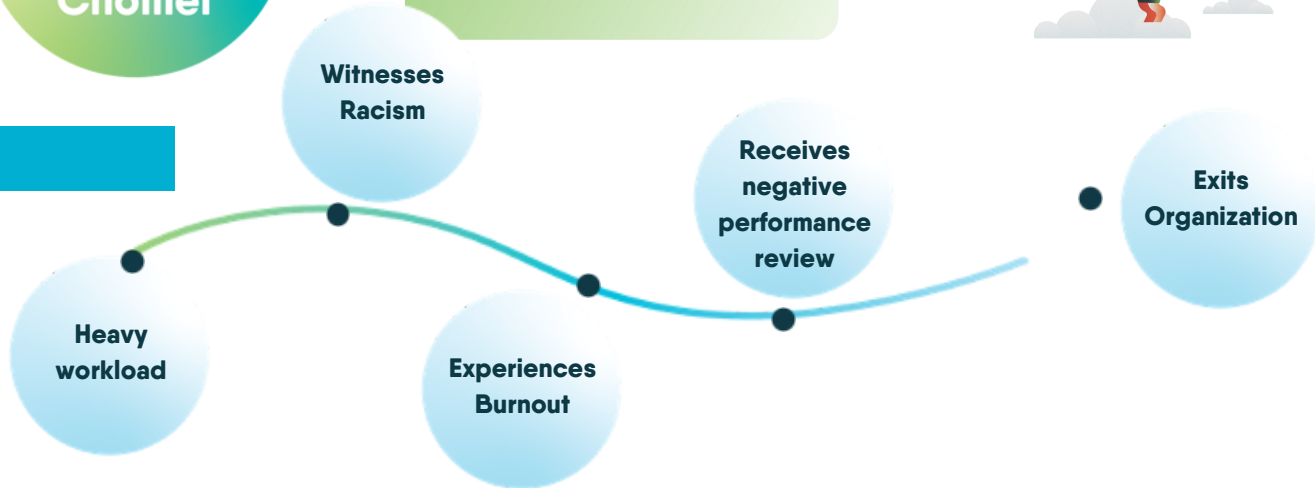 Heavy
workload
Witnesses
Racism
Experiences
Burnout
Receives
negative
performance
review
Exits
Organization